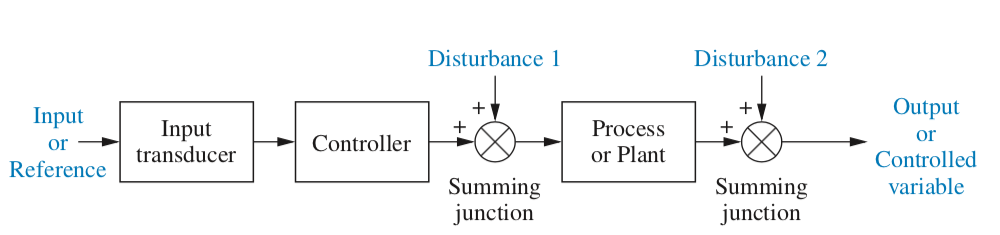 Input
or
Reference
Input
transducer
Controller
Disturbance 1
+
+
Summing
junction
Process
or Plant
Disturbance 2
+
+
Summing
junction
Output
or
Controlled
variable